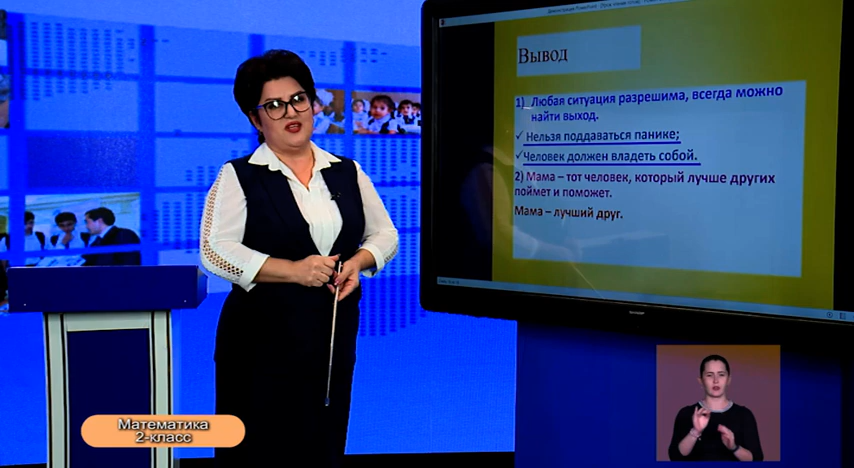 Вывод
1) Любая ситуация разрешима, всегда можно
найти выход.
✓ Нельзя поддаваться панике;
✓ Человек должен владеть собой.
2) Мама – тот человек, который лучше других
поймет и поможет.
Мама – лучший друг.
SHARP
Математика
2-класс